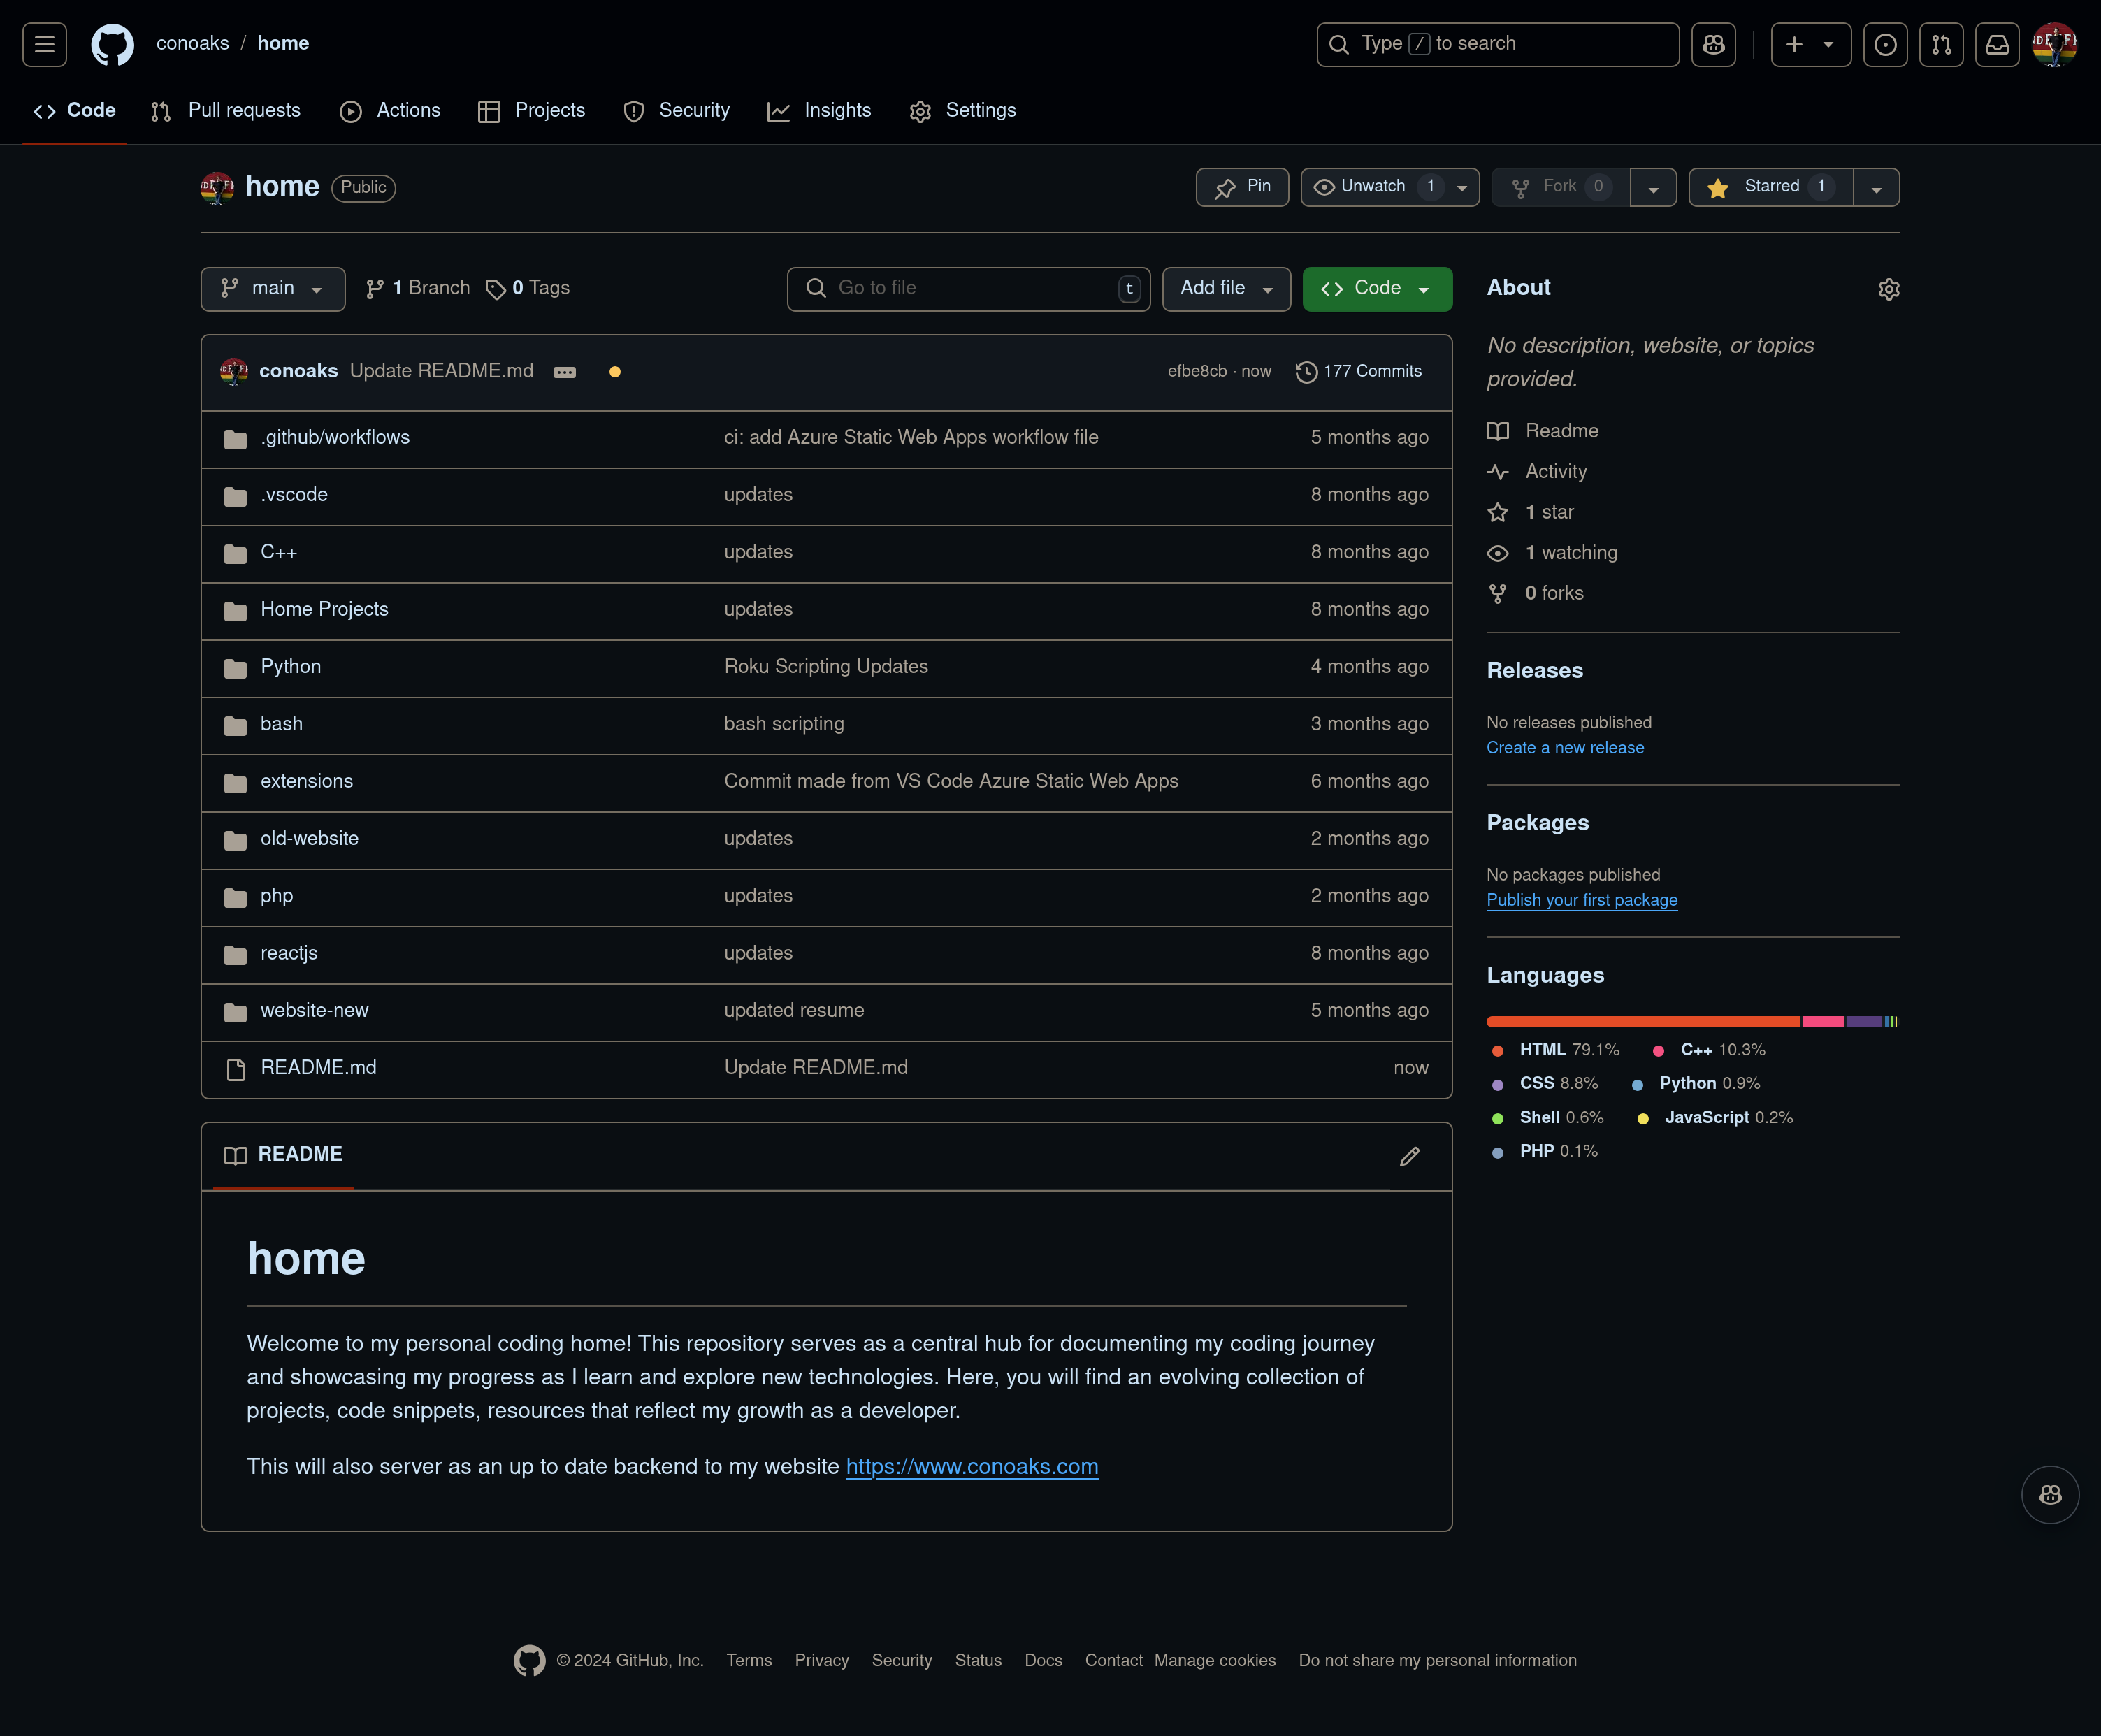 conoaks / home
Type / to search
Code Pull requests Actions Projects Security Insights Settings
home Public
Pin Unwatch 1 Fork 0 Starred 1
main 1 Branch 0 Tags
Go to file t Add file Code
conoaks Update README.md efbe8cb · now 177 Commits
.github/workflows ci: add Azure Static Web Apps workflow file 5 months ago
.vscode updates 8 months ago
C++ updates 8 months ago
Home Projects updates 8 months ago
Python Roku Scripting Updates 4 months ago
bash bash scripting 3 months ago
extensions Commit made from VS Code Azure Static Web Apps 6 months ago
old-website updates 2 months ago
php updates 2 months ago
reactjs updates 8 months ago
website-new updated resume 5 months ago
README.md Update README.md now
README
home
Welcome to my personal coding home! This repository serves as a central hub for documenting my coding journey
and showcasing my progress as I learn and explore new technologies. Here, you will find an evolving collection of
projects, code snippets, resources that reflect my growth as a developer.
This will also server as an up to date backend to my website https://www.conoaks.com
About
No description, website, or topics
provided.
Readme
Activity
1 star
1 watching
0 forks
Releases
No releases published
Create a new release
Packages
No packages published
Publish your first package
Languages
HTML 79.1% C++ 10.3%
CSS 8.8% Python 0.9%
Shell 0.6% JavaScript 0.2%
PHP 0.1%
© 2024 GitHub, Inc. Terms Privacy Security Status Docs Contact Manage cookies Do not share my personal information